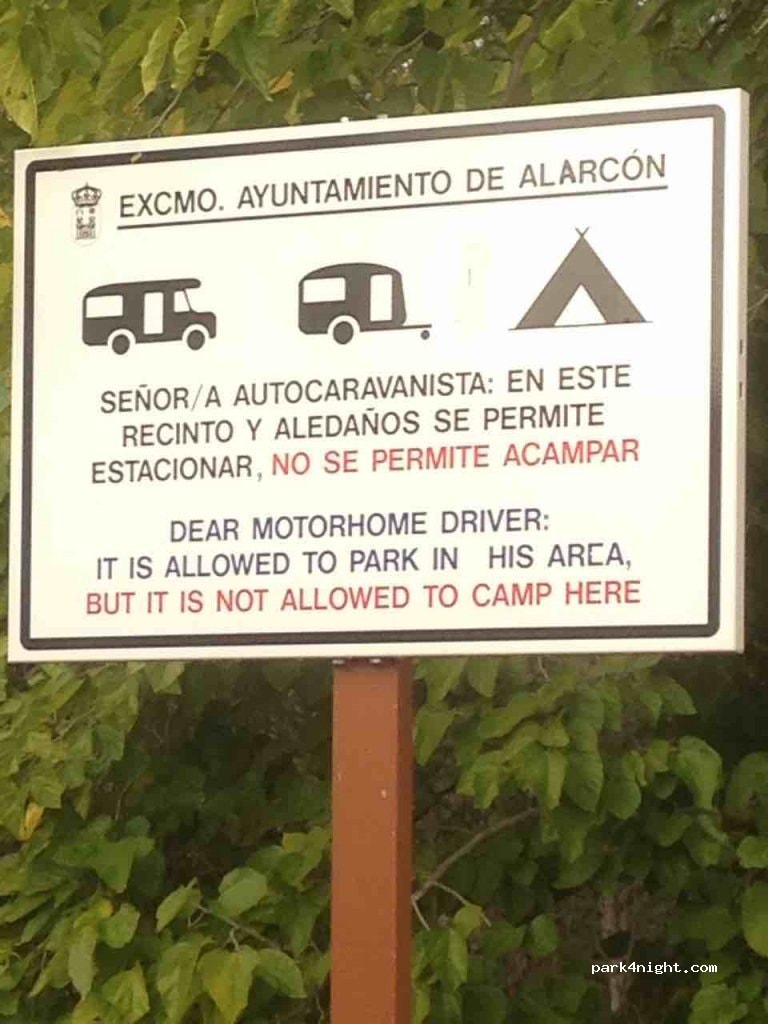 EXCMO. AYUNTAMIENTO DE ALARCÓN
SEÑOR/A AUTOCARAVANISTA: EN ESTE
RECINTO Y ALEDAÑOS SE PERMITE
ESTACIONAR, NO SE PERMITE ACAMPAR
DEAR MOTORHOME DRIVER:
IT IS ALLOWED TO PARK IN HIS AREA,
BUT IT IS NOT ALLOWED TO CAMP HERE
park4night.com